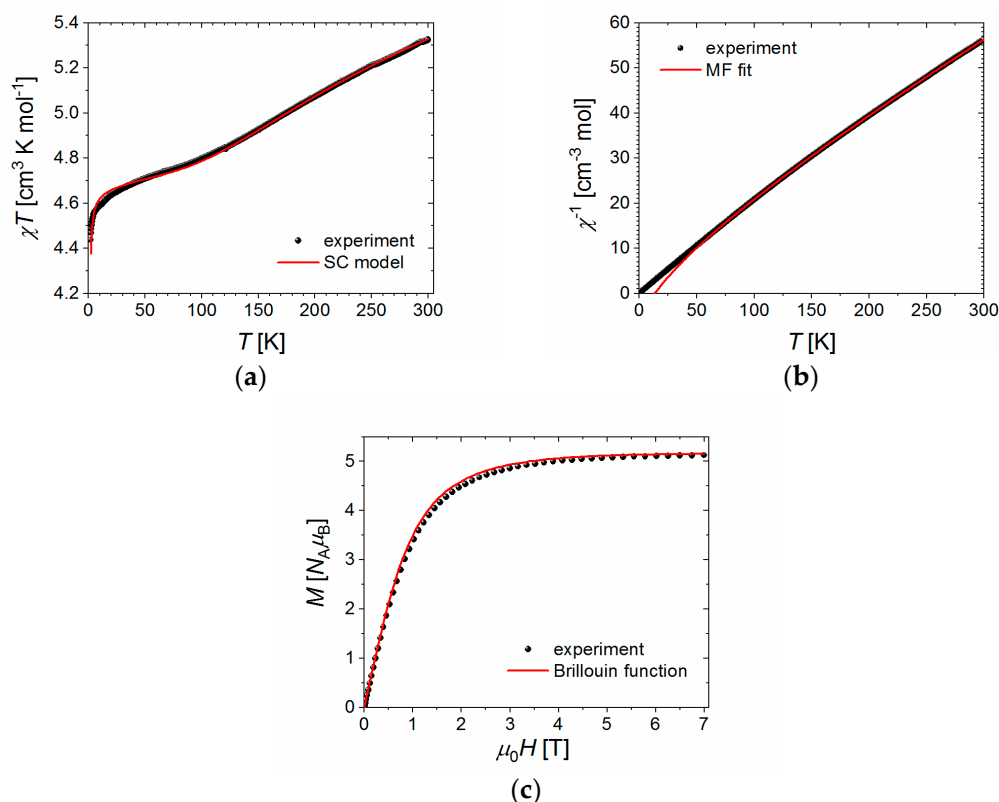 5.4
5.2
5.0
4.8
4.6
4.4
4.2
χT [cm³ K mol⁻¹]
experiment
SC model
0 50 100 150 200 250 300
T [K]
(a)
60
50
40
30
20
10
0
χ⁻¹ [cm⁻³ mol]
experiment
MF fit
0 50 100 150 200 250 300
T [K]
(b)
5
4
3
2
1
0
M [N_Aμ_B]
experiment
Brillouin function
0 1 2 3 4 5 6 7
μ₀H [T]
(c)